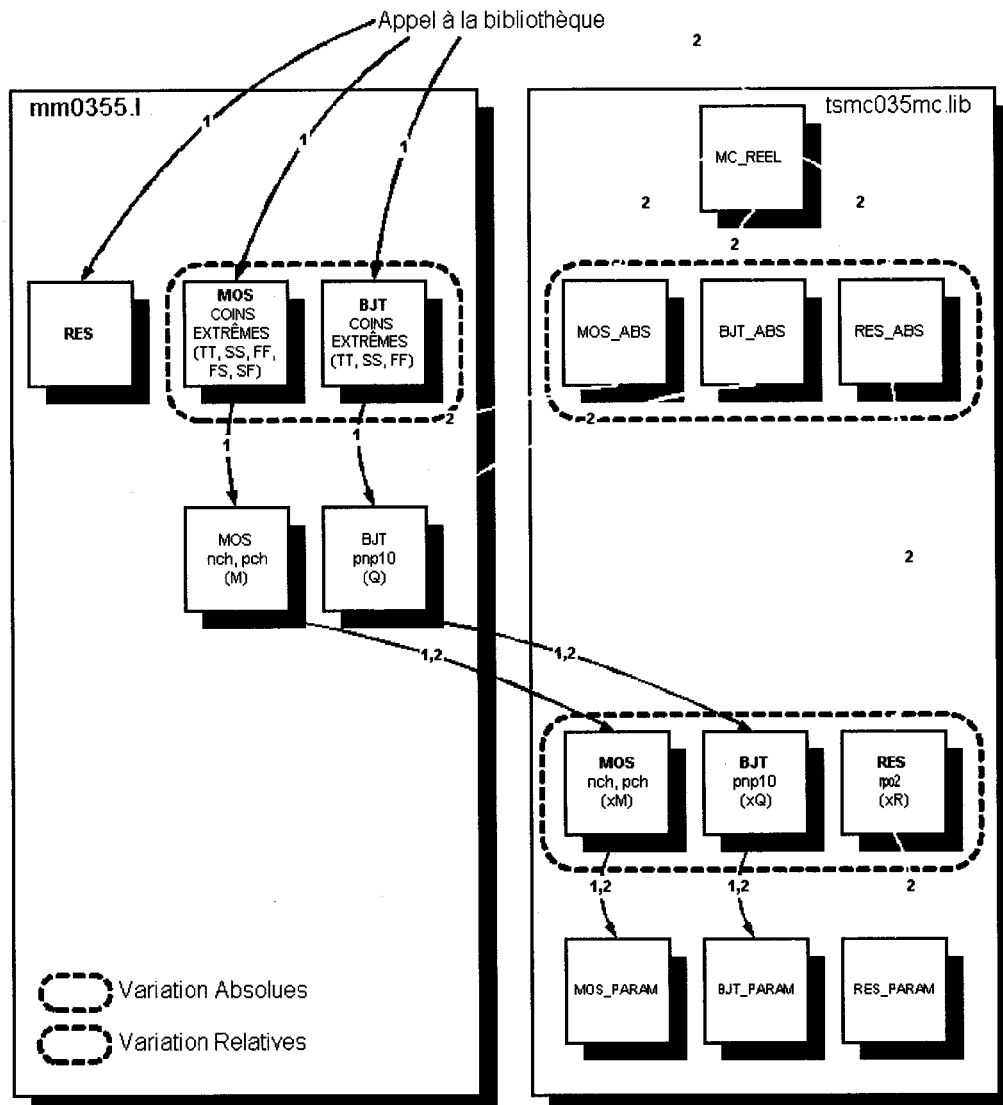 Appel à la bibliothèque
2
mm0355.l
tsmc035mc.lib
1
1
1
MC_REEL
2
2
2
RES
MOS
COINS
EXTRÊMES
(TT, SS, FF,
FS, SF)
BJT
COINS
EXTRÊMES
(TT, SS, FF)
MOS_ABS
BJT_ABS
RES_ABS
2
2
1
1
MOS
nch, pch
(M)
BJT
pnp10
(Q)
2
1,2
1,2
MOS
nch, pch
(xM)
BJT
pnp10
(xQ)
RES
rpo2
(xR)
1,2
1,2
2
MOS_PARAM
BJT_PARAM
RES_PARAM
Variation Absolues
Variation Relatives